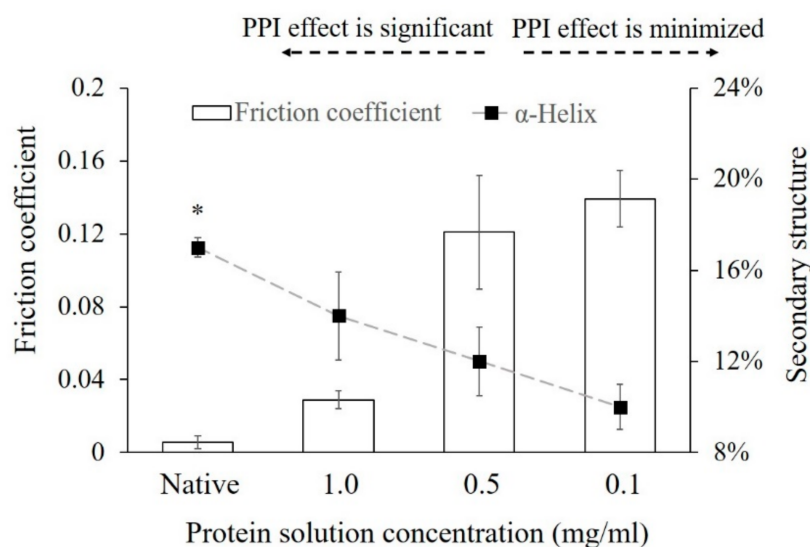 PPI effect is significant PPI effect is minimized
0.2 24%
Friction coefficient α-Helix
0.16 20%
*
0.12 16%
0.08
12%
0.04
0 8%
Native 1.0 0.5 0.1
Protein solution concentration (mg/ml)
Friction coefficient
Secondary structure